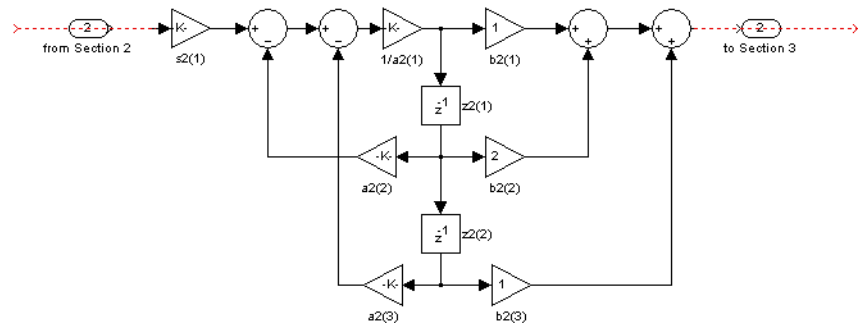 2
K-
+
−
+
−
K-
1
+
+
+
+
2
from Section 2
s2(1)
1/a2(1)
b2(1)
to Section 3
z-1
z2(1)
-K-
2
a2(2)
b2(2)
z-1
z2(2)
-K-
1
a2(3)
b2(3)